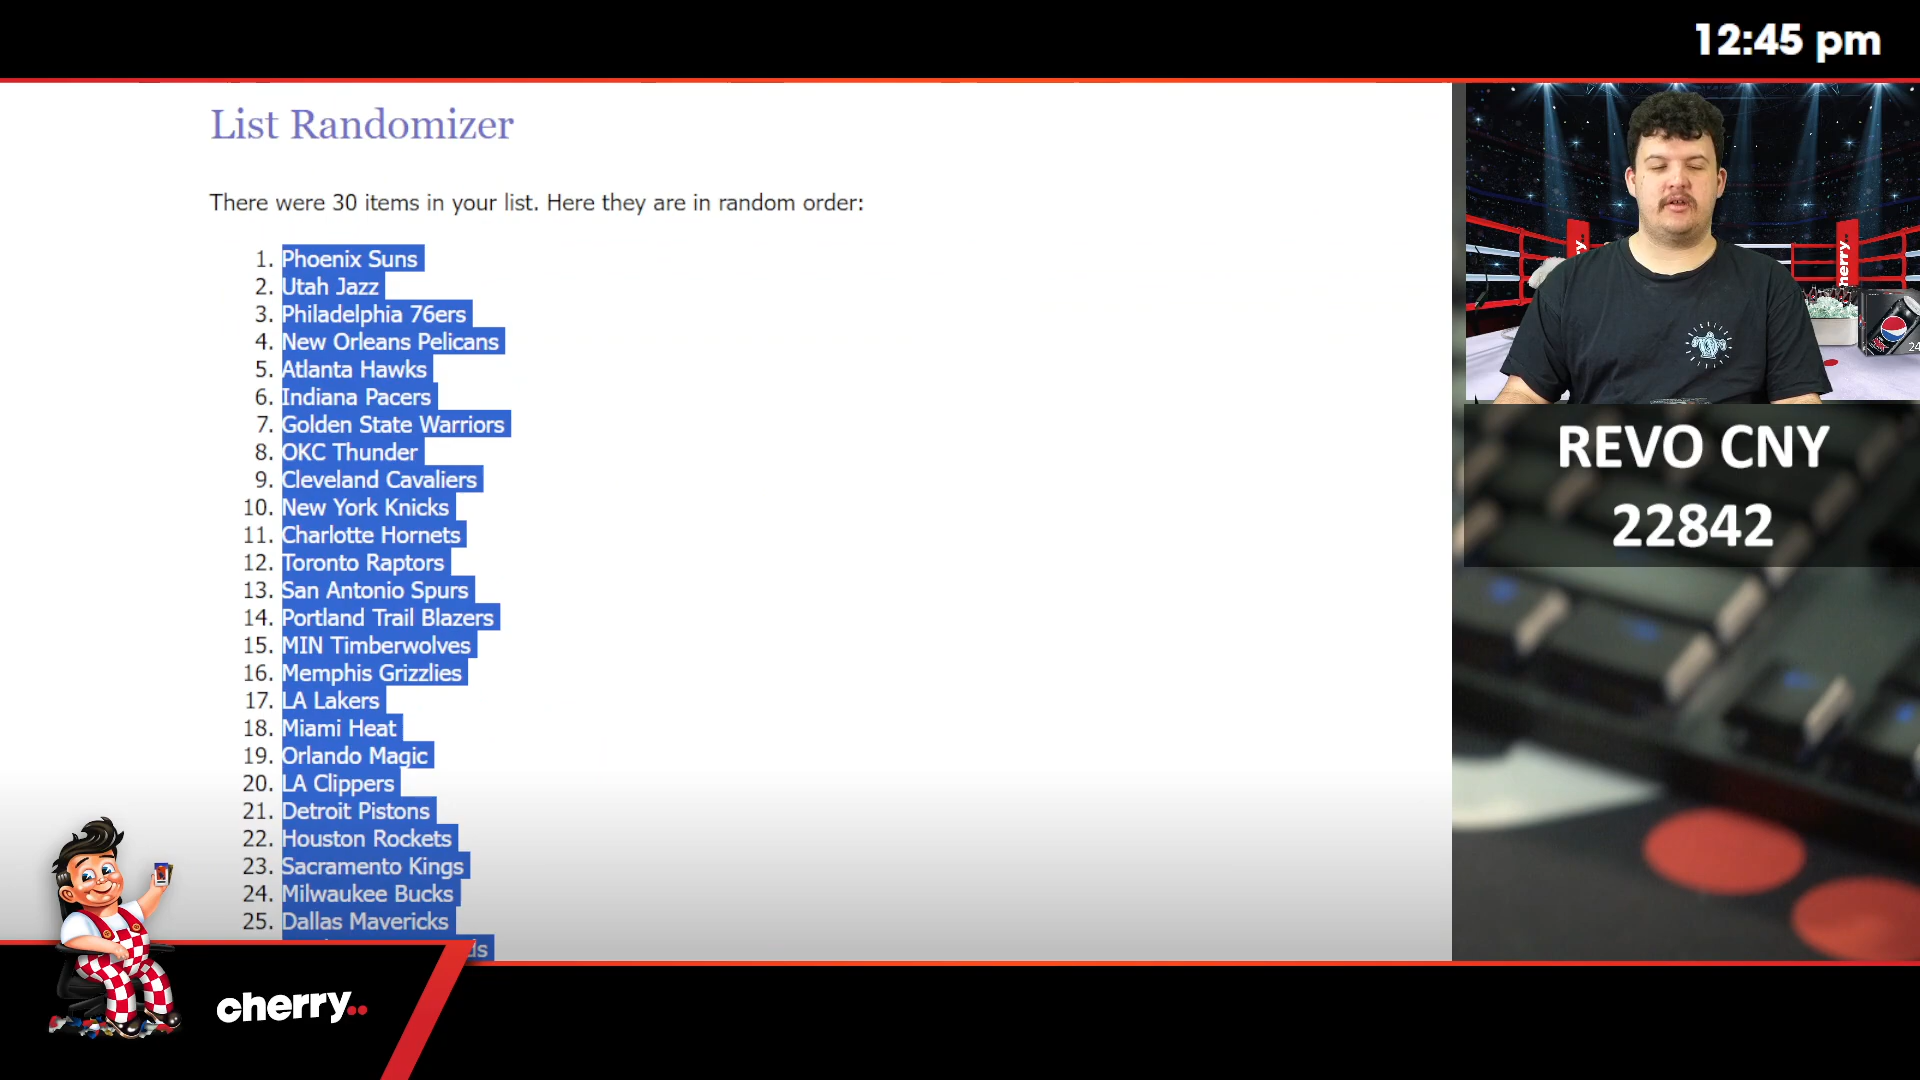 12:45 pm
List Randomizer
There were 30 items in your list. Here they are in random order:
1. Phoenix Suns
2. Utah Jazz
3. Philadelphia 76ers
4. New Orleans Pelicans
5. Atlanta Hawks
6. Indiana Pacers
7. Golden State Warriors
8. OKC Thunder
9. Cleveland Cavaliers
10. New York Knicks
11. Charlotte Hornets
12. Toronto Raptors
13. San Antonio Spurs
14. Portland Trail Blazers
15. MIN Timberwolves
16. Memphis Grizzlies
17. LA Lakers
18. Miami Heat
19. Orlando Magic
20. LA Clippers
21. Detroit Pistons
22. Houston Rockets
23. Sacramento Kings
24. Milwaukee Bucks
25. Dallas Mavericks
REVO CNY
22842
cherry..